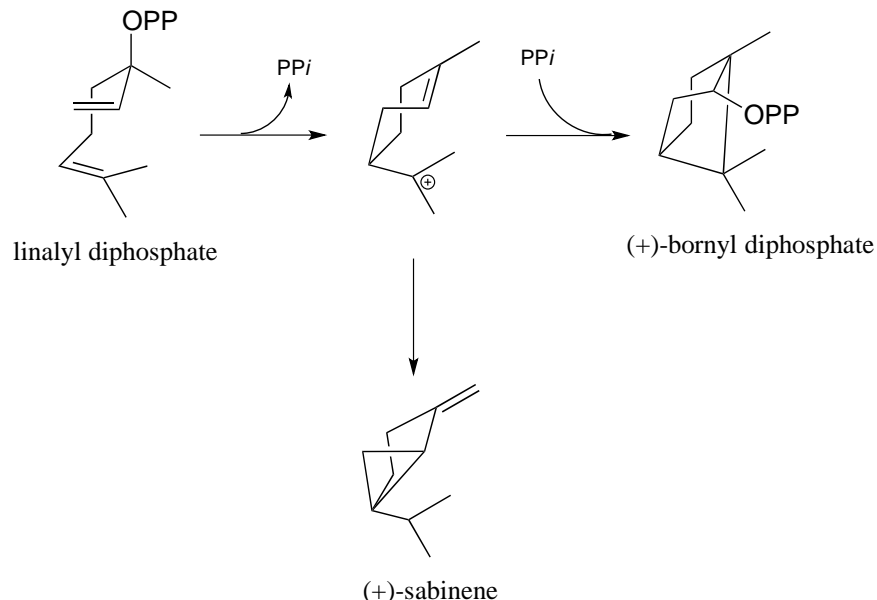 OPP
PPi
PPi
OPP
+
linalyl diphosphate
(+)-bornyl diphosphate
(+)-sabinene